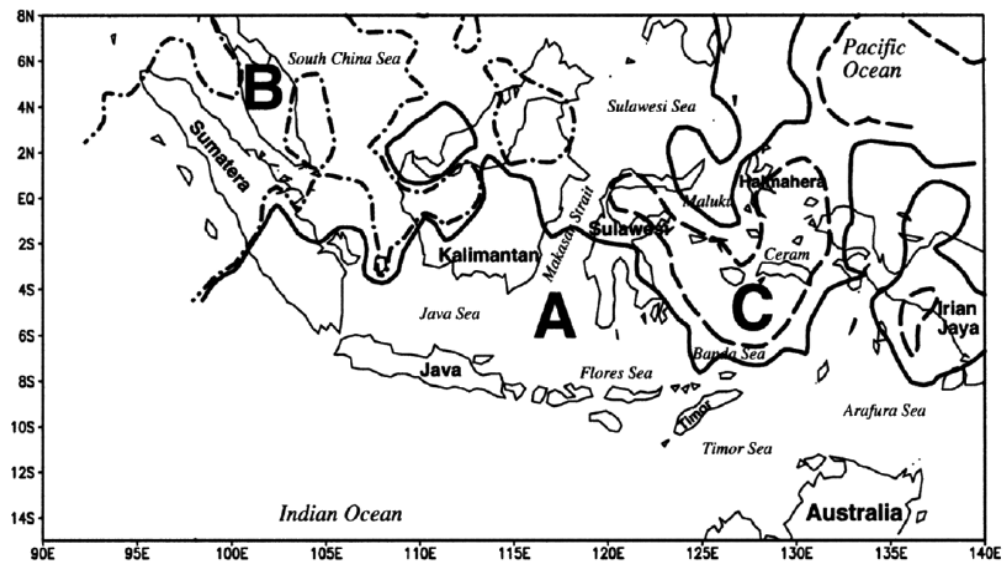 8N
6N
4N
2N
EQ
2S
4S
6S
8S
10S
12S
14S
90E
95E
100E
105E
110E
115E
120E
125E
130E
135E
140E
South China Sea
Pacific
Ocean
B
Sulawesi Sea
Sumatera
Halmahera
Maluku
Makasar Strait
Sulawesi
Kalimantan
Ceram
A
C
Java Sea
Irian
Jaya
Banda Sea
Java
Flores Sea
Timor
Arafura Sea
Timor Sea
Indian Ocean
Australia